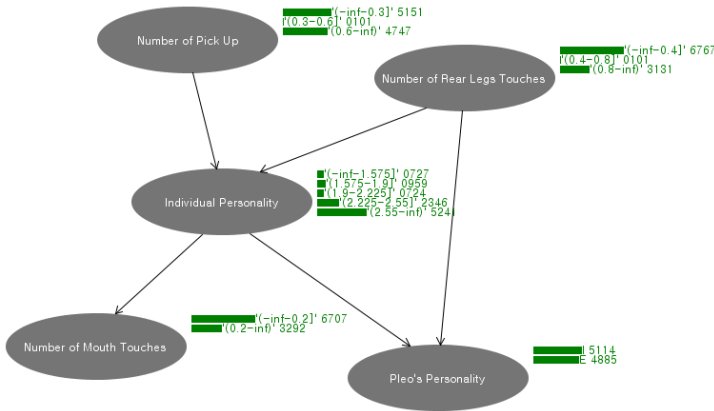 Number of Pick Up
'(-inf-0.3]' 5151
'(0.3-0.6]' 0101
'(0.6-inf)' 4747
Number of Rear Legs Touches
'(-inf-0.4]' 6767
'(0.4-0.8]' 0101
'(0.8-inf)' 3131
Individual Personality
'(-inf-1.575]' 0727
'(1.575-1.9]' 0959
'(1.9-2.225]' 0724
'(2.225-2.55]' 2346
'(2.55-inf)' 5241
Number of Mouth Touches
'(-inf-0.2]' 6707
'(0.2-inf)' 3292
Pleo's Personality
I 5114
E 4885